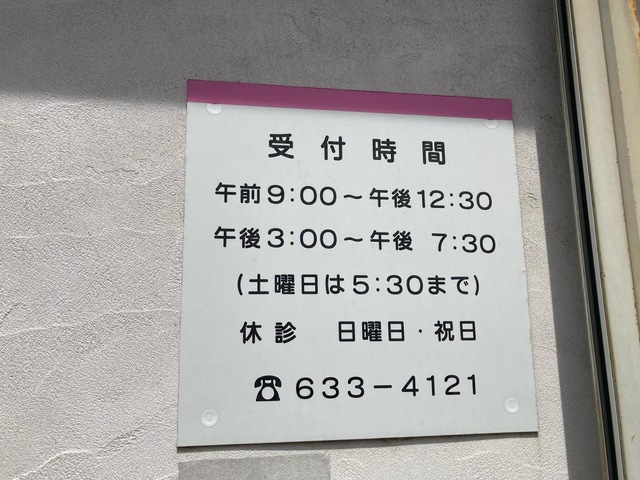 受付時間
午前9:00～午後12:30
午後3:00～午後 7:30
(土曜日は5:30まで)
休診 日曜日・祝日
☎633-4121